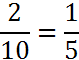 2/10 = 1/5